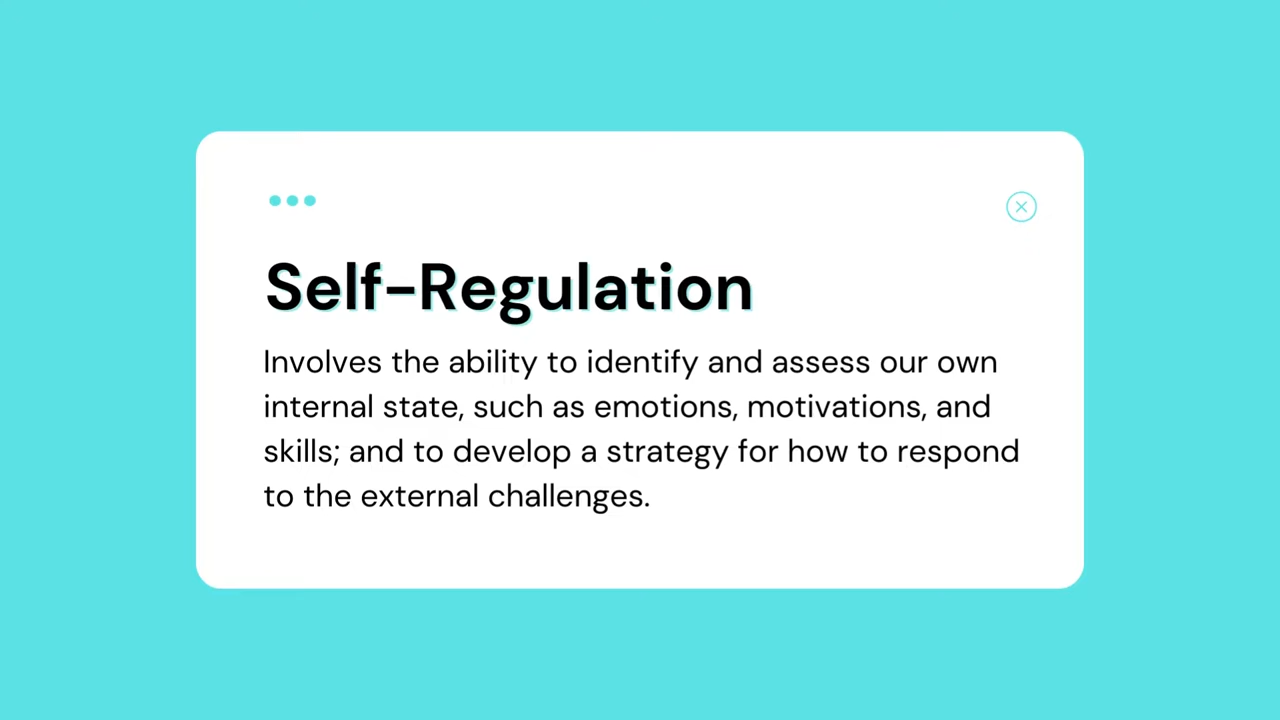 Self-Regulation
Involves the ability to identify and assess our own
internal state, such as emotions, motivations, and
skills; and to develop a strategy for how to respond
to the external challenges.